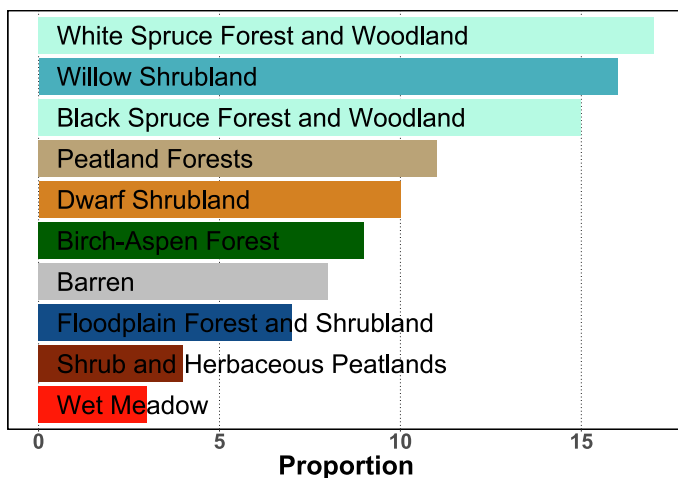 White Spruce Forest and Woodland
Willow Shrubland
Black Spruce Forest and Woodland
Peatland Forests
Dwarf Shrubland
Birch-Aspen Forest
Barren
Floodplain Forest and Shrubland
Shrub and Herbaceous Peatlands
Wet Meadow
0 5 10 15
Proportion